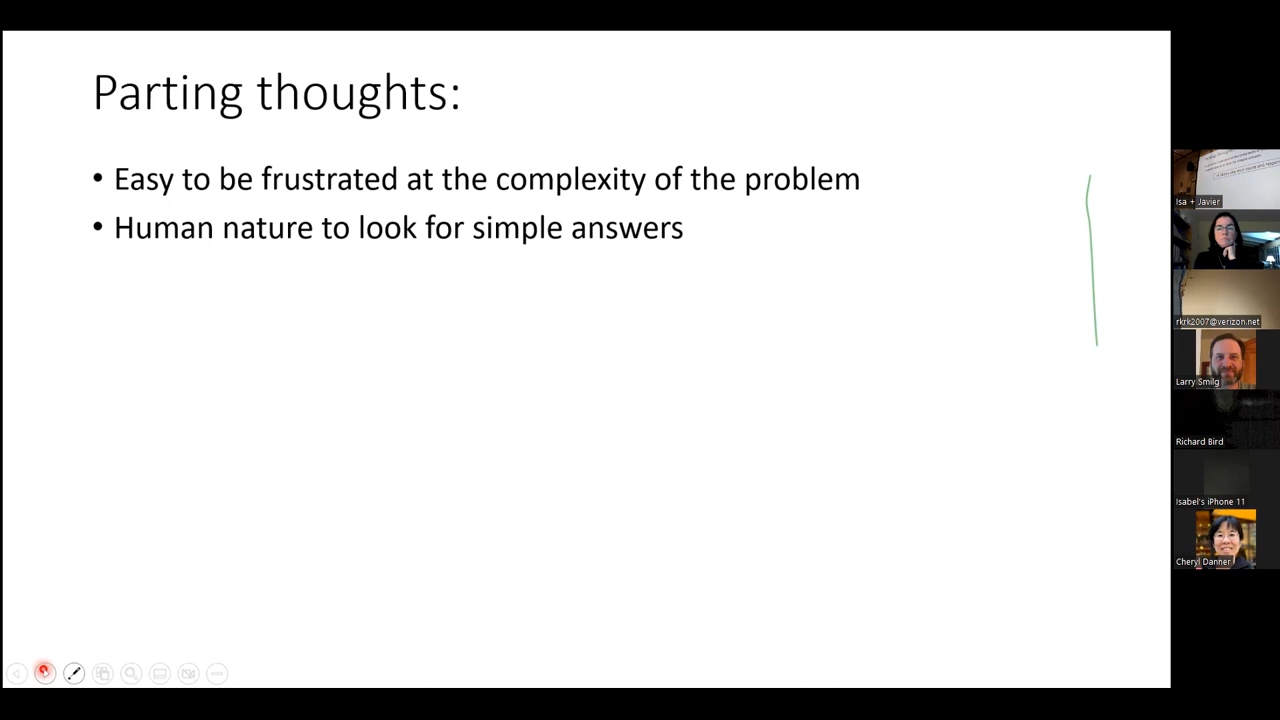 Parting thoughts:
• Easy to be frustrated at the complexity of the problem
• Human nature to look for simple answers
Isa + Javier
rkrk2007@verizon.net
Larry Smilg
Richard Bird
Isabel's iPhone 11
Cheryl Danner